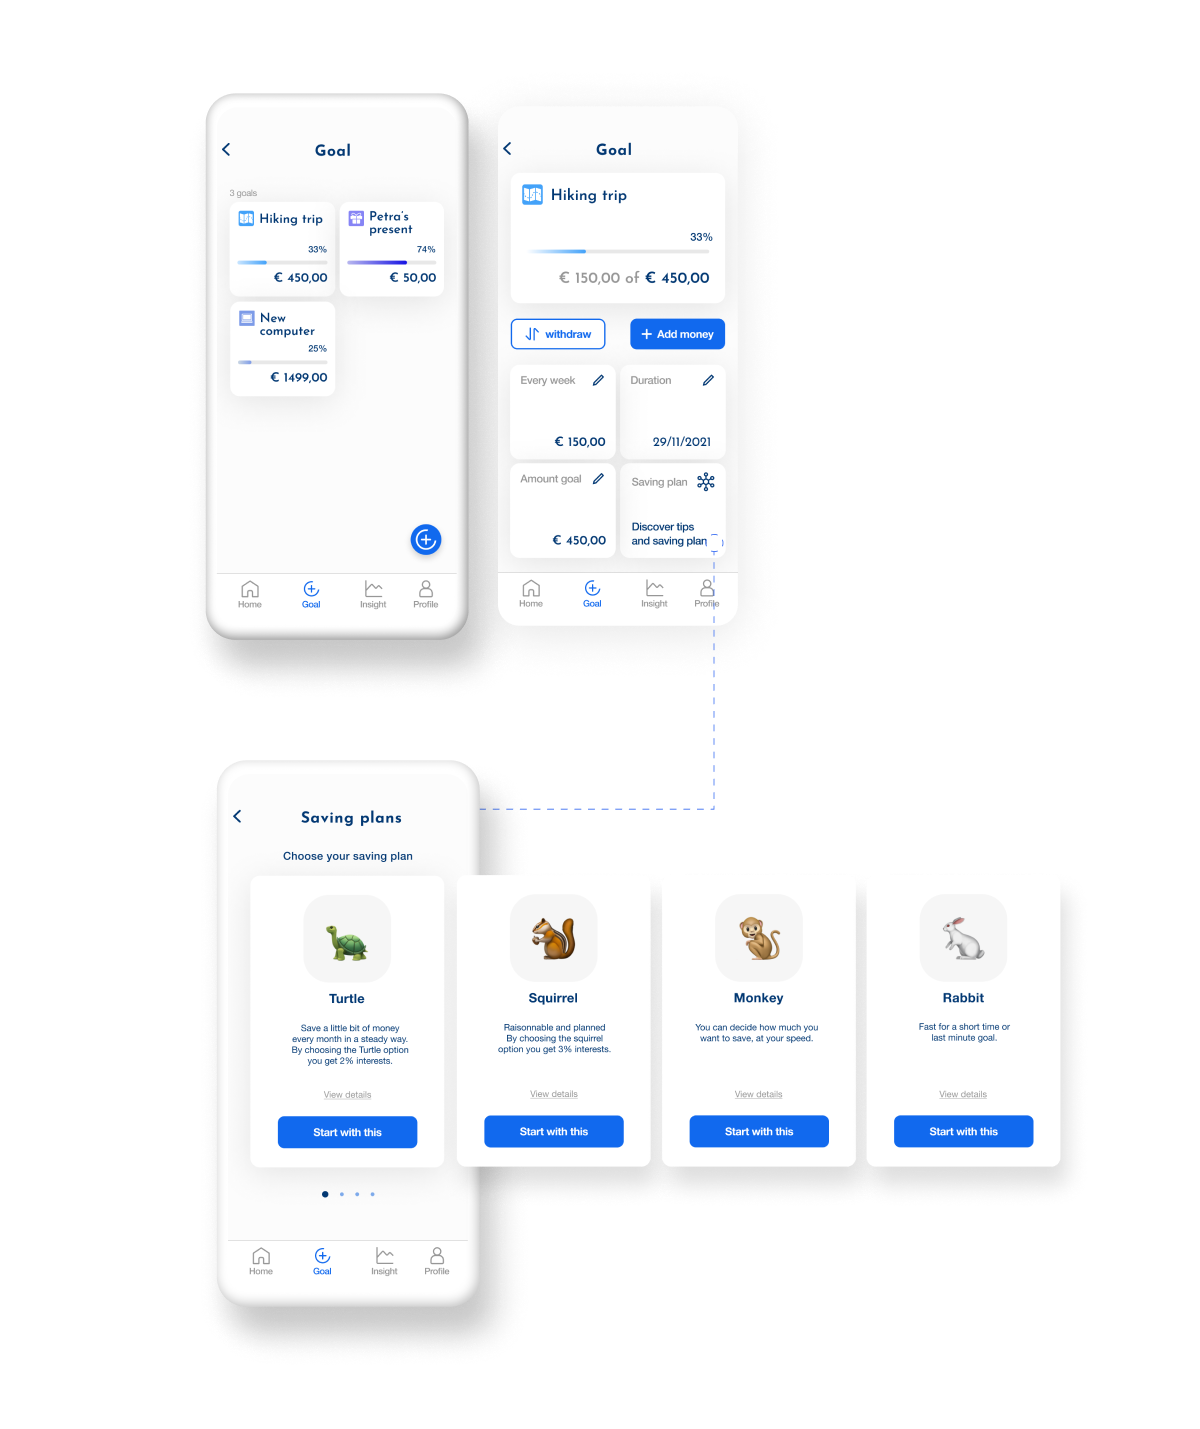 Goal
3 goals
Hiking trip
33%
€ 450,00
Petra's
present
74%
€ 50,00
New
computer
25%
€ 1499,00
Home
Goal
Insight
Profile
Goal
Hiking trip
33%
€ 150,00 of € 450,00
withdraw
Add money
Every week
€ 150,00
Duration
29/11/2021
Amount goal
€ 450,00
Saving plan
Discover tips
and saving plan
Home
Goal
Insight
Profile
Saving plans
Choose your saving plan
Turtle
Save a little bit of money
every month in a steady way.
By choosing the Turtle option
you get 2% interests.
View details
Start with this
Squirrel
Raisonnable and planned
By choosing the squirrel
option you get 3% interests.
View details
Start with this
Monkey
You can decide how much you
want to save, at your speed.
View details
Start with this
Rabbit
Fast for a short time or
last minute goal.
View details
Start with this
Home
Goal
Insight
Profile